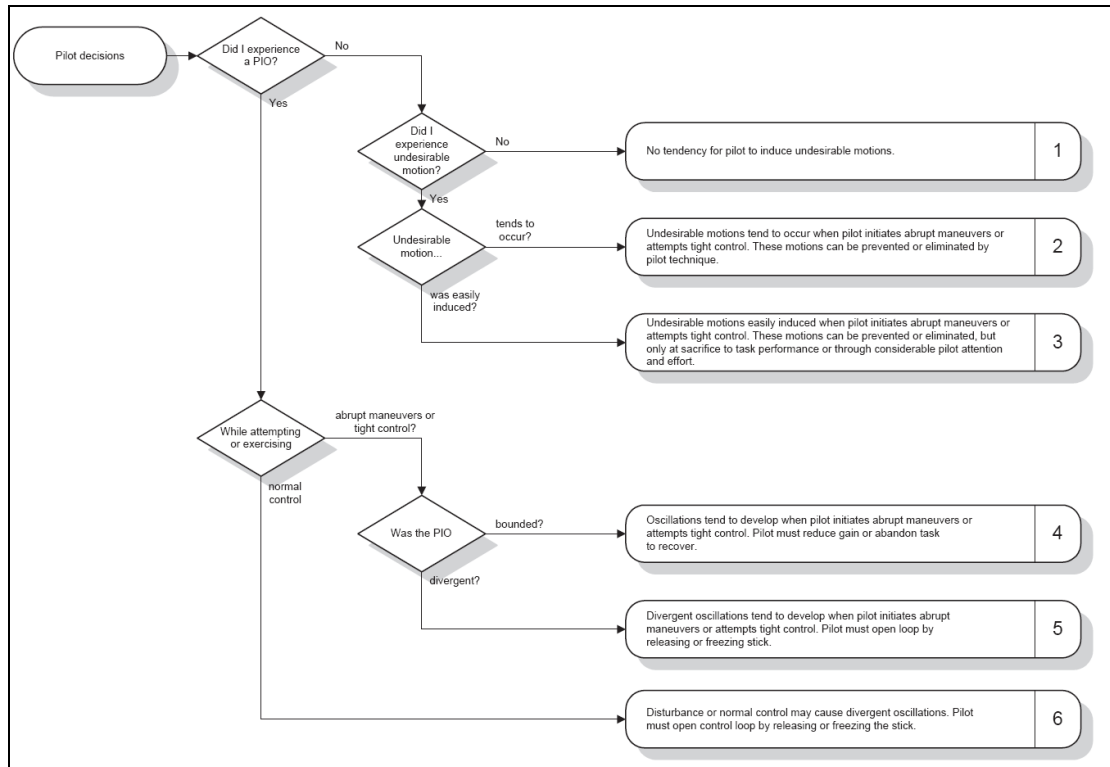 Pilot decisions
Did I experience
a PIO?
No
Yes
Did I
experience
undesirable
motion?
No
Yes
No tendency for pilot to induce undesirable motions.
1
Undesirable
motion...
tends to
occur?
was easily
induced?
Undesirable motions tend to occur when pilot initiates abrupt maneuvers or
attempts tight control. These motions can be prevented or eliminated by
pilot technique.
2
Undesirable motions easily induced when pilot initiates abrupt maneuvers or
attempts tight control. These motions can be prevented or eliminated, but
only at sacrifice to task performance or through considerable pilot attention
and effort.
3
While attempting
or exercising
abrupt maneuvers or
tight control?
normal
control
Was the PIO
bounded?
divergent?
Oscillations tend to develop when pilot initiates abrupt maneuvers or
attempts tight control. Pilot must reduce gain or abandon task
to recover.
4
Divergent oscillations tend to develop when pilot initiates abrupt
maneuvers or attempts tight control. Pilot must open loop by
releasing or freezing stick.
5
Disturbance or normal control may cause divergent oscillations. Pilot
must open control loop by releasing or freezing the stick.
6